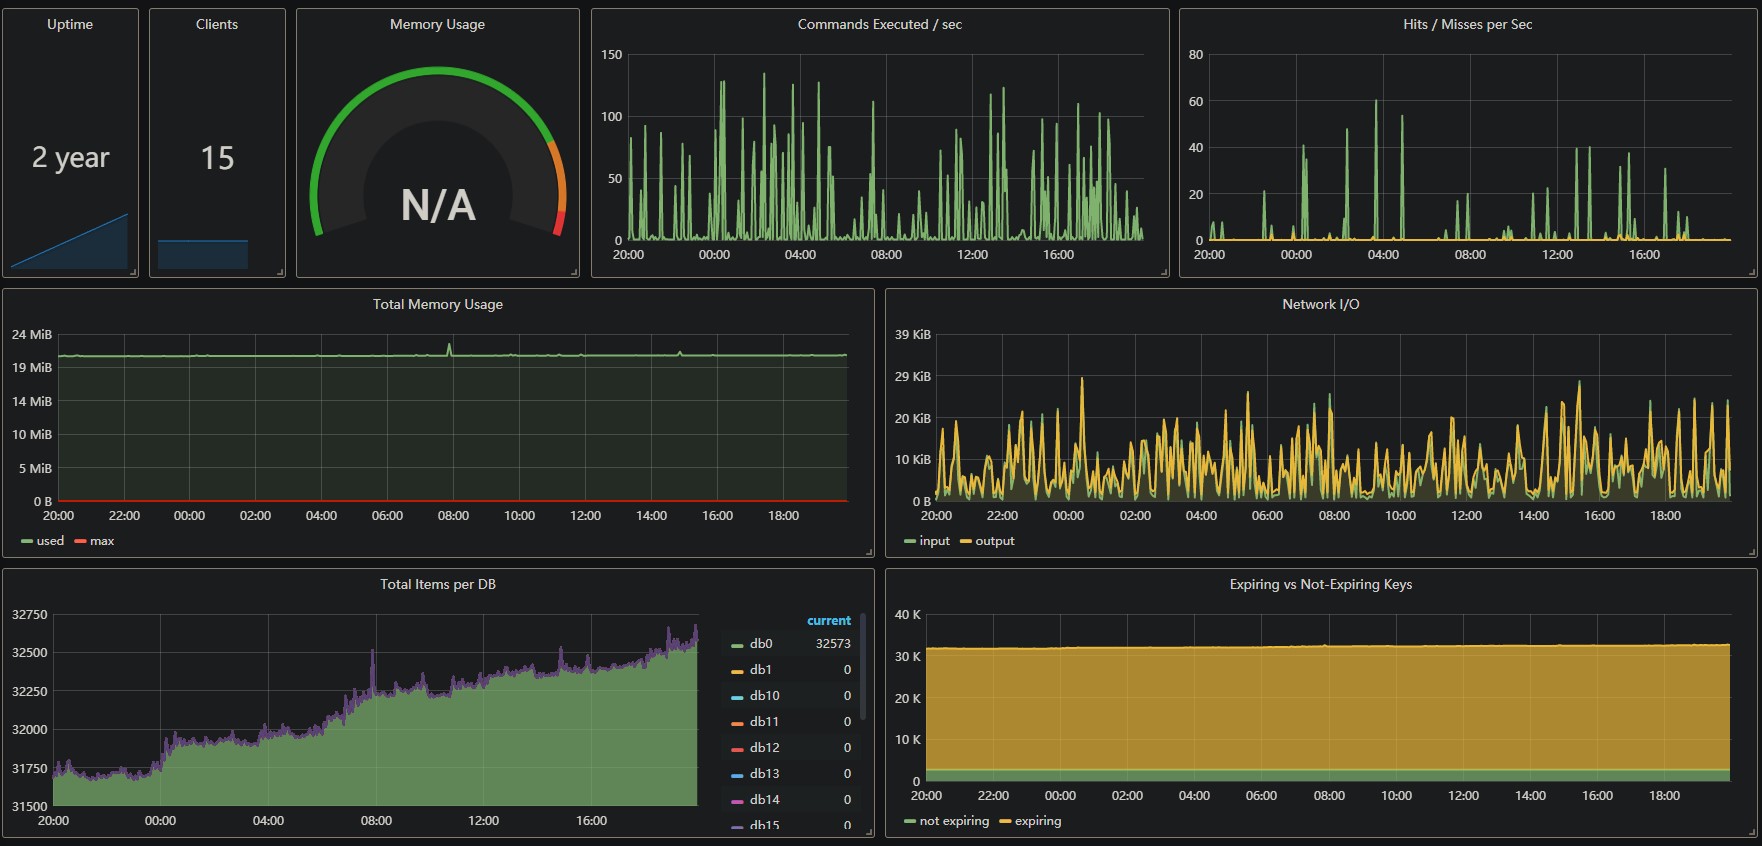 Uptime
2 year
Clients
15
Memory Usage
N/A
Commands Executed / sec
150
100
50
0
20:00 00:00 04:00 08:00 12:00 16:00
Hits / Misses per Sec
80
60
40
20
0
20:00 00:00 04:00 08:00 12:00 16:00
Total Memory Usage
24 MiB
19 MiB
14 MiB
10 MiB
5 MiB
0 B
20:00 22:00 00:00 02:00 04:00 06:00 08:00 10:00 12:00 14:00 16:00 18:00
used max
Network I/O
39 KiB
29 KiB
20 KiB
10 KiB
0 B
20:00 22:00 00:00 02:00 04:00 06:00 08:00 10:00 12:00 14:00 16:00 18:00
input output
Total Items per DB
32750
32500
32250
32000
31750
31500
20:00 00:00 04:00 08:00 12:00 16:00
current
db0 32573
db1 0
db10 0
db11 0
db12 0
db13 0
db14 0
db15 0
Expiring vs Not-Expiring Keys
40 K
30 K
20 K
10 K
0
20:00 22:00 00:00 02:00 04:00 06:00 08:00 10:00 12:00 14:00 16:00 18:00
not expiring expiring